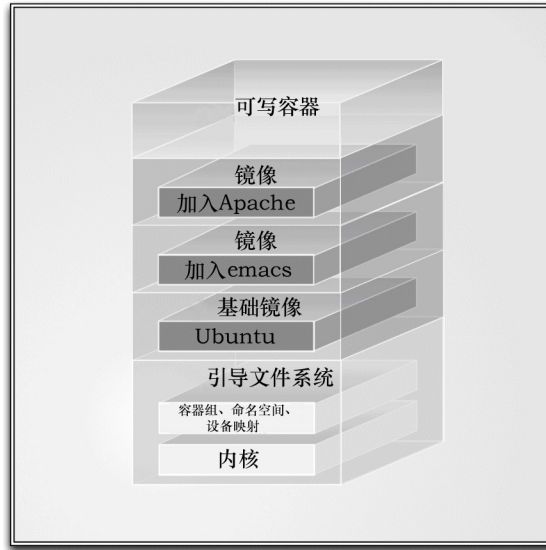 可写容器
镜像
加入Apache
镜像
加入emacs
基础镜像
Ubuntu
引导文件系统
容器组、命名空间、
设备映射
内核